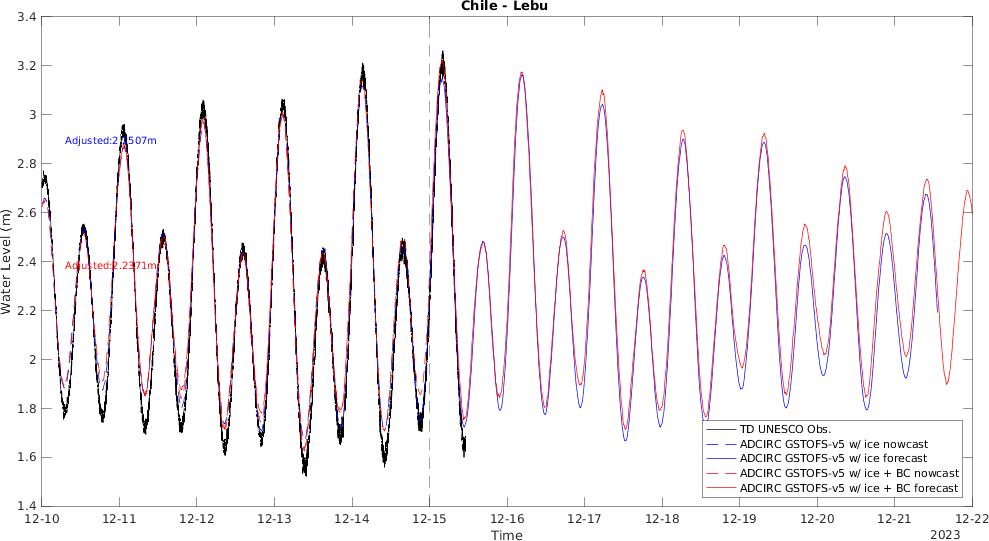 Chile - Lebu
3.4
3.2
3
2.8
2.6
2.4
2.2
2
1.8
1.6
1.4
Water Level (m)
Adjusted:2.2371m
TD UNESCO Obs.
ADCIRC GSTOFS-v5 w/ ice nowcast
ADCIRC GSTOFS-v5 w/ ice forecast
ADCIRC GSTOFS-v5 w/ ice + BC nowcast
ADCIRC GSTOFS-v5 w/ ice + BC forecast
12-10 12-11 12-12 12-13 12-14 12-15 12-16 12-17 12-18 12-19 12-20 12-21 12-22
Time
2023